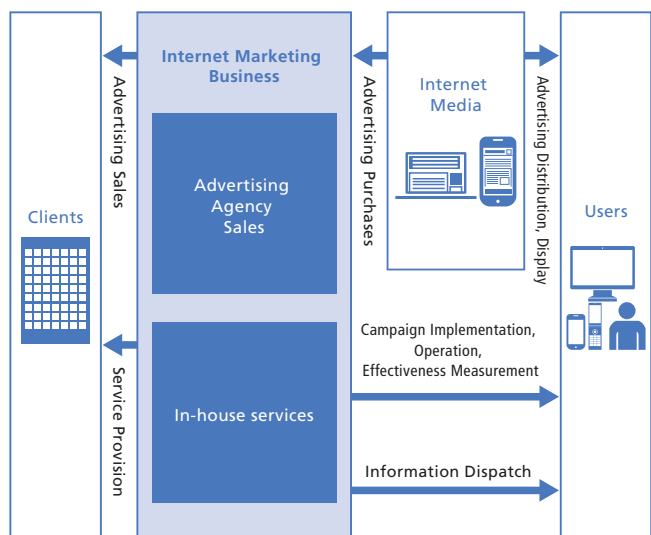 Clients
Advertising Sales
Service Provision
Internet Marketing
Business
Advertising
Agency
Sales
In-house services
Advertising Purchases
Internet
Media
Advertising Distribution, Display
Campaign Implementation,
Operation,
Effectiveness Measurement
Information Dispatch
Users